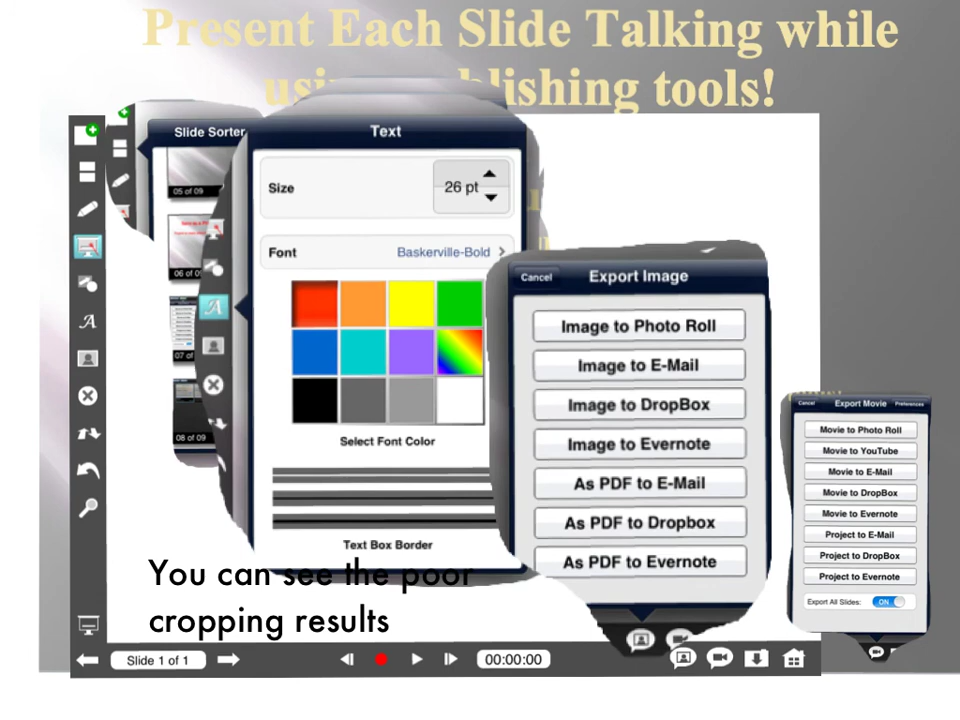 Present Each Slide Talking while
using publishing tools!
Slide Sorter
05 of 09
06 of 09
07 of
08 of 09
Text
Size
26 pt
Font
Baskerville-Bold
Select Font Color
Text Box Border
Cancel
Export Image
Image to Photo Roll
Image to E-Mail
Image to DropBox
Image to Evernote
As PDF to E-Mail
As PDF to Dropbox
As PDF to Evernote
Cancel
Export Movie
Preferences
Movie to Photo Roll
Movie to YouTube
Movie to E-Mail
Movie to DropBox
Movie to Evernote
Project to E-Mail
Project to DropBox
Project to Evernote
Export All Slides:
ON
You can see the poor
cropping results
Slide 1 of 1
00:00:00